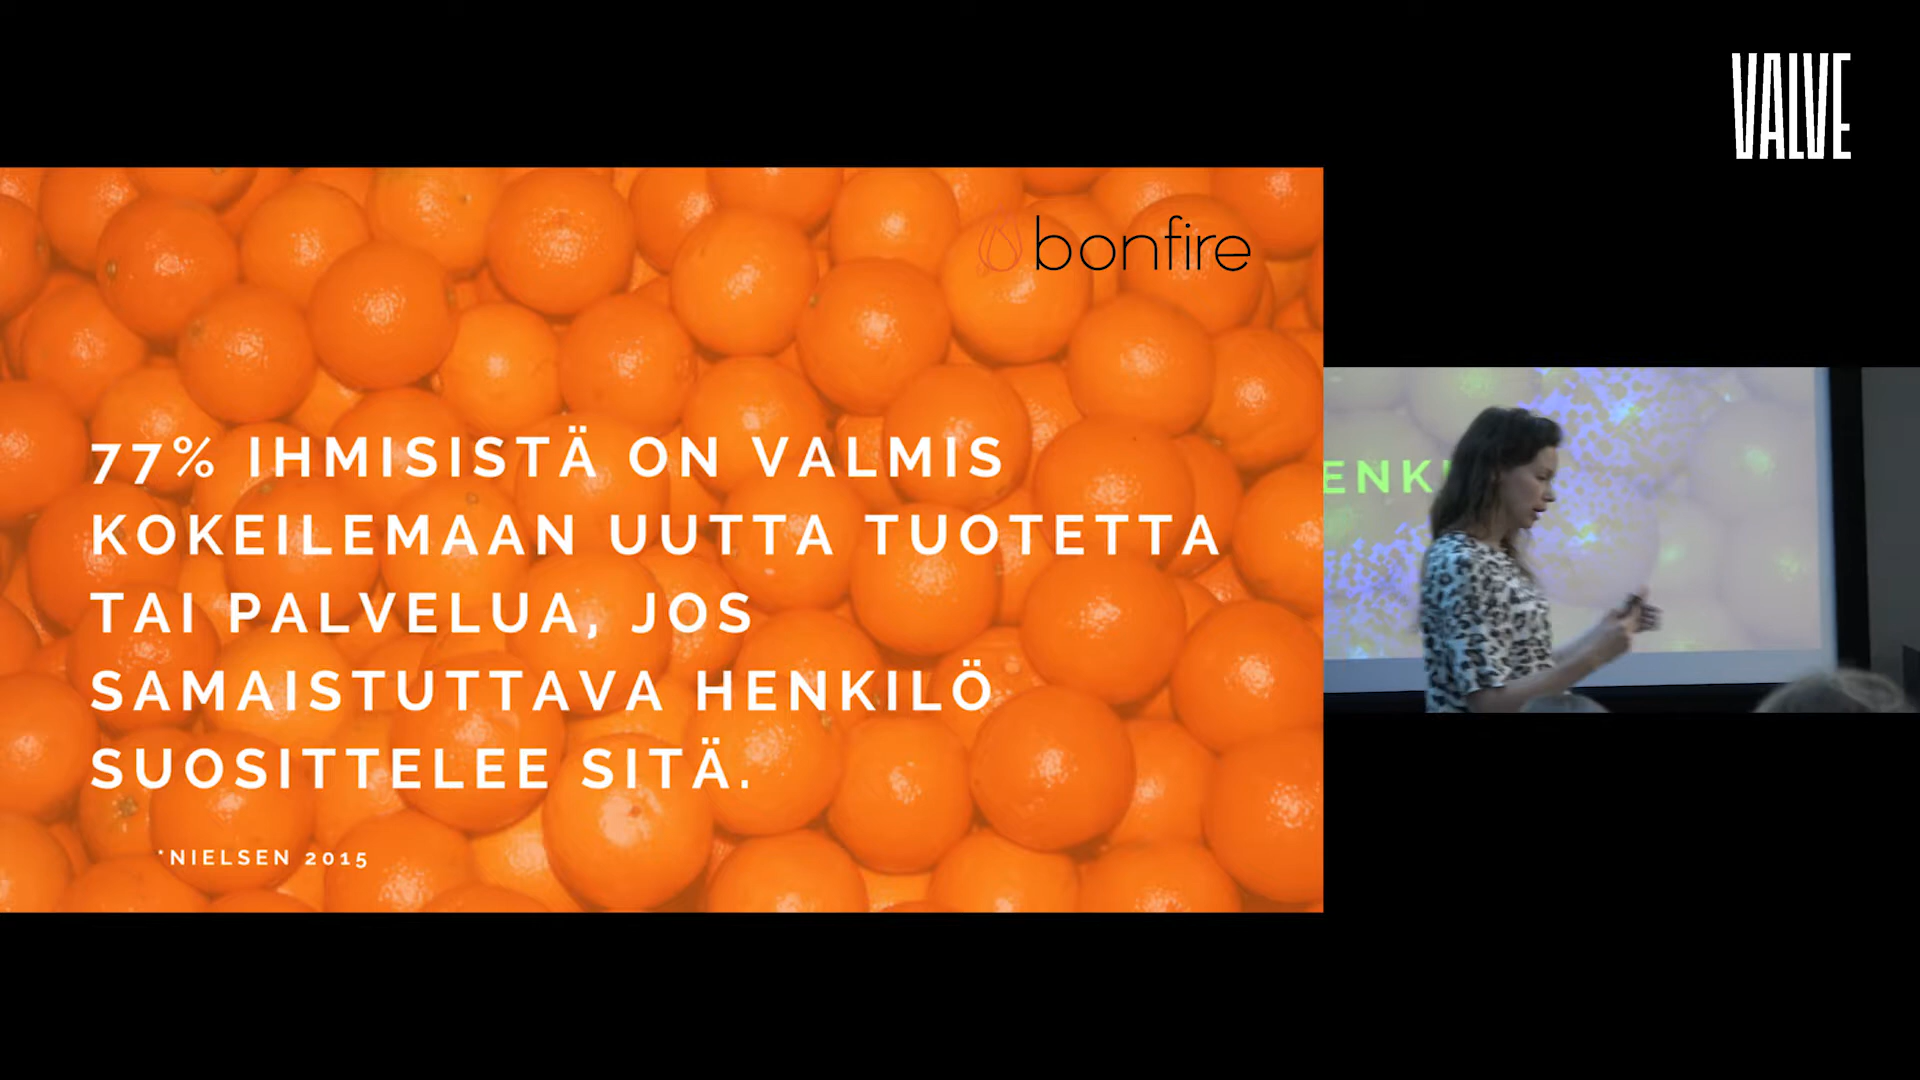 VALVE
bonfire
77% IHMISISTÄ ON VALMIS
KOKEILEMAAN UUTTA TUOTETTA
TAI PALVELUA, JOS
SAMAISTUTTAVA HENKILÖ
SUOSITTELEE SITÄ.
*NIELSEN 2015
ENK